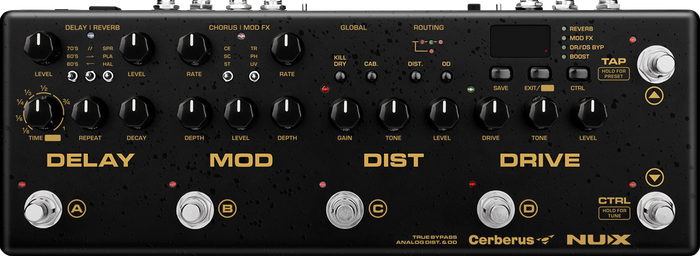 DELAY | REVERB
CHORUS | MOD FX
GLOBAL
ROUTING
REVERB
MOD FX
OR/DS BYP
BOOST
70'S // SPR
60'S PLA
80'S HAL
CE TR
SC PH
ST UV
KILL DRY
CAB.
DIST.
OD
TAP
HOLD FOR
PRESET
LEVEL
LEVEL
RATE
RATE
SAVE
EXIT/
CTRL
TIME
REPEAT
DECAY
DEPTH
LEVEL
DEPTH
GAIN
TONE
LEVEL
DRIVE
TONE
LEVEL
DELAY
MOD
DIST
DRIVE
A
B
C
D
CTRL
HOLD FOR
TUNE
TRUE BYPASS
ANALOG DIST. & OD
Cerberus
NUX